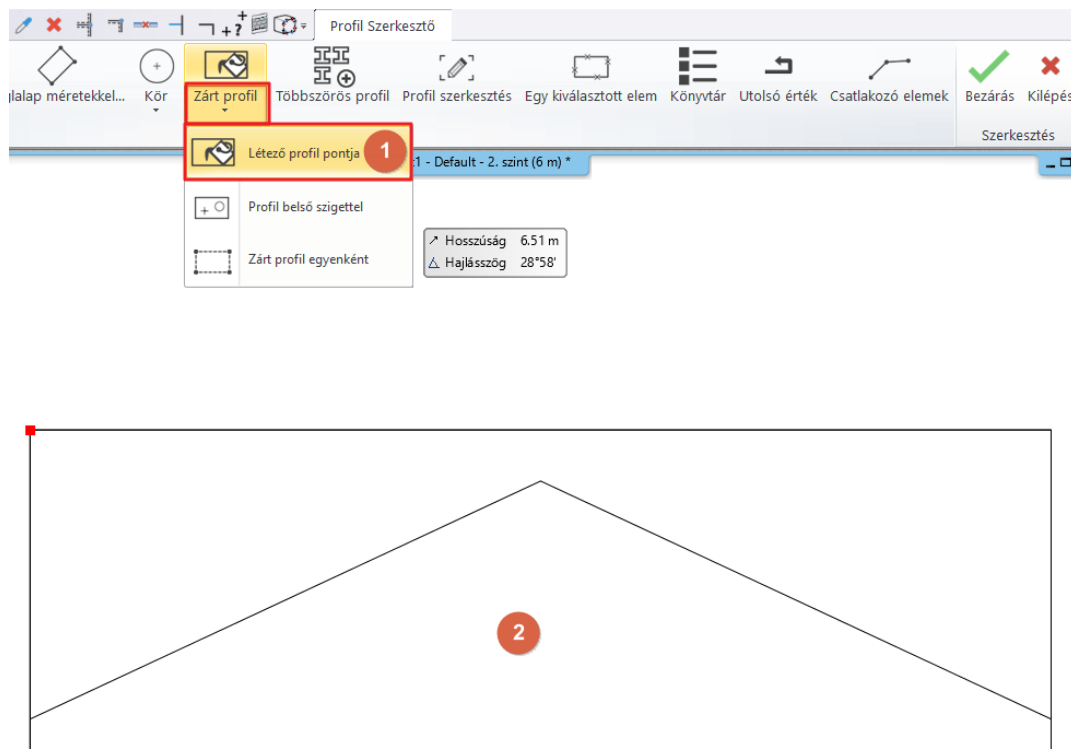 Profil Szerkesztő
méretekkel... Kör Zárt profil Többszörös profil Profil szerkesztés Egy kiválasztott elem Könyvtár Utolsó érték Csatlakozó elemek Bezárás Kilépés
Szerkesztés
Létező profil pontja 1
- Default - 2. szint (6 m) *
Profil belső szigettel
Zárt profil egyenként
Hosszúság 6.51 m
Hajlásszög 28°58'
2